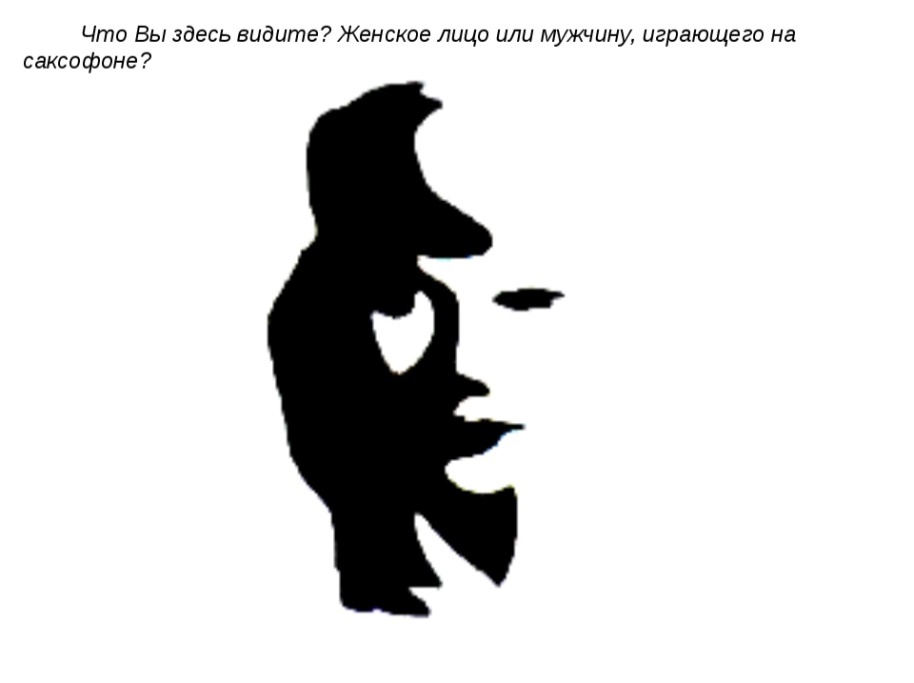 Что Вы здесь видите? Женское лицо или мужчину, играющего на
саксофоне?